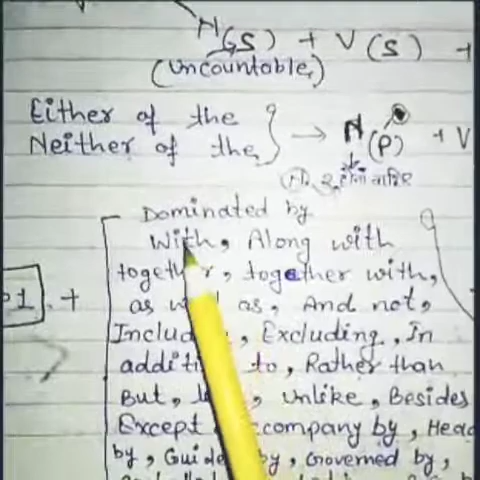 N(S) + V(S) +
(Uncountable)
Either of the
Neither of the → N(P) + V
होना चाहिए
Dominated by
With, Along with
together, together with,
1 + as well as, And not,
Including, Excluding, In
addition to, Rather than
But, Unlike, Besides
Except Accompany by, Head
by, Guided by, Governed by,